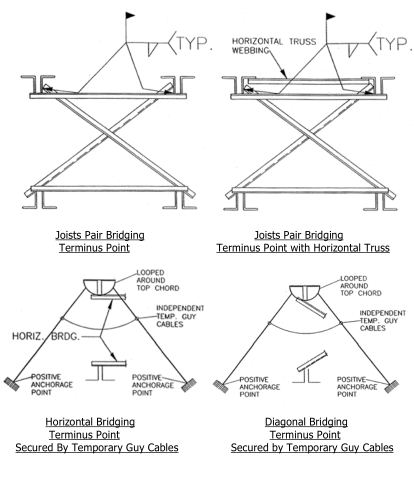 TYP.
HORIZONTAL TRUSS
WEBBING
TYP.
Joists Pair Bridging
Terminus Point
Joists Pair Bridging
Terminus Point with Horizontal Truss
LOOPED
AROUND
TOP CHORD
INDEPENDENT
TEMP. GUY
CABLES
HORIZ. BRDG.
POSITIVE
ANCHORAGE
POINT
POSITIVE
ANCHORAGE
POINT
LOOPED
AROUND
TOP CHORD
INDEPENDENT
TEMP. GUY
CABLES
POSITIVE
ANCHORAGE
POINT
POSITIVE
ANCHORAGE
POINT
Horizontal Bridging
Terminus Point
Secured By Temporary Guy Cables
Diagonal Bridging
Terminus Point
Secured by Temporary Guy Cables